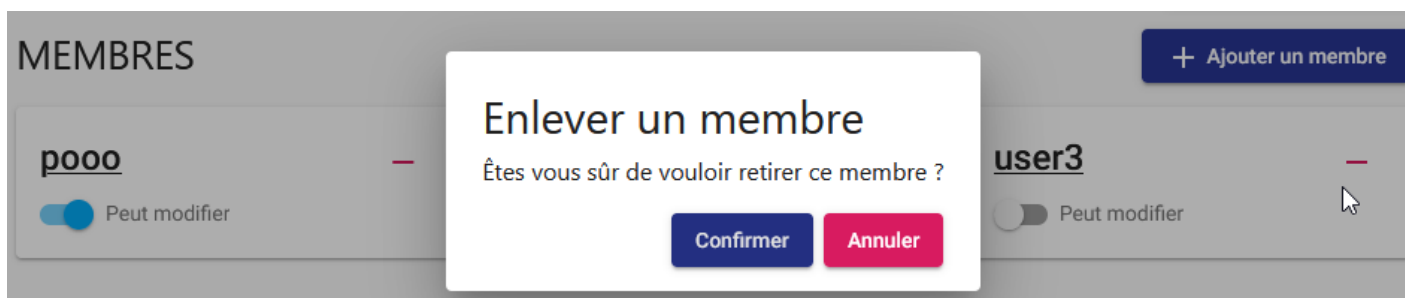 MEMBRES
+ Ajouter un membre
Enlever un membre
Êtes vous sûr de vouloir retirer ce membre ?
Confirmer
Annuler
pooo
Peut modifier
user3
Peut modifier